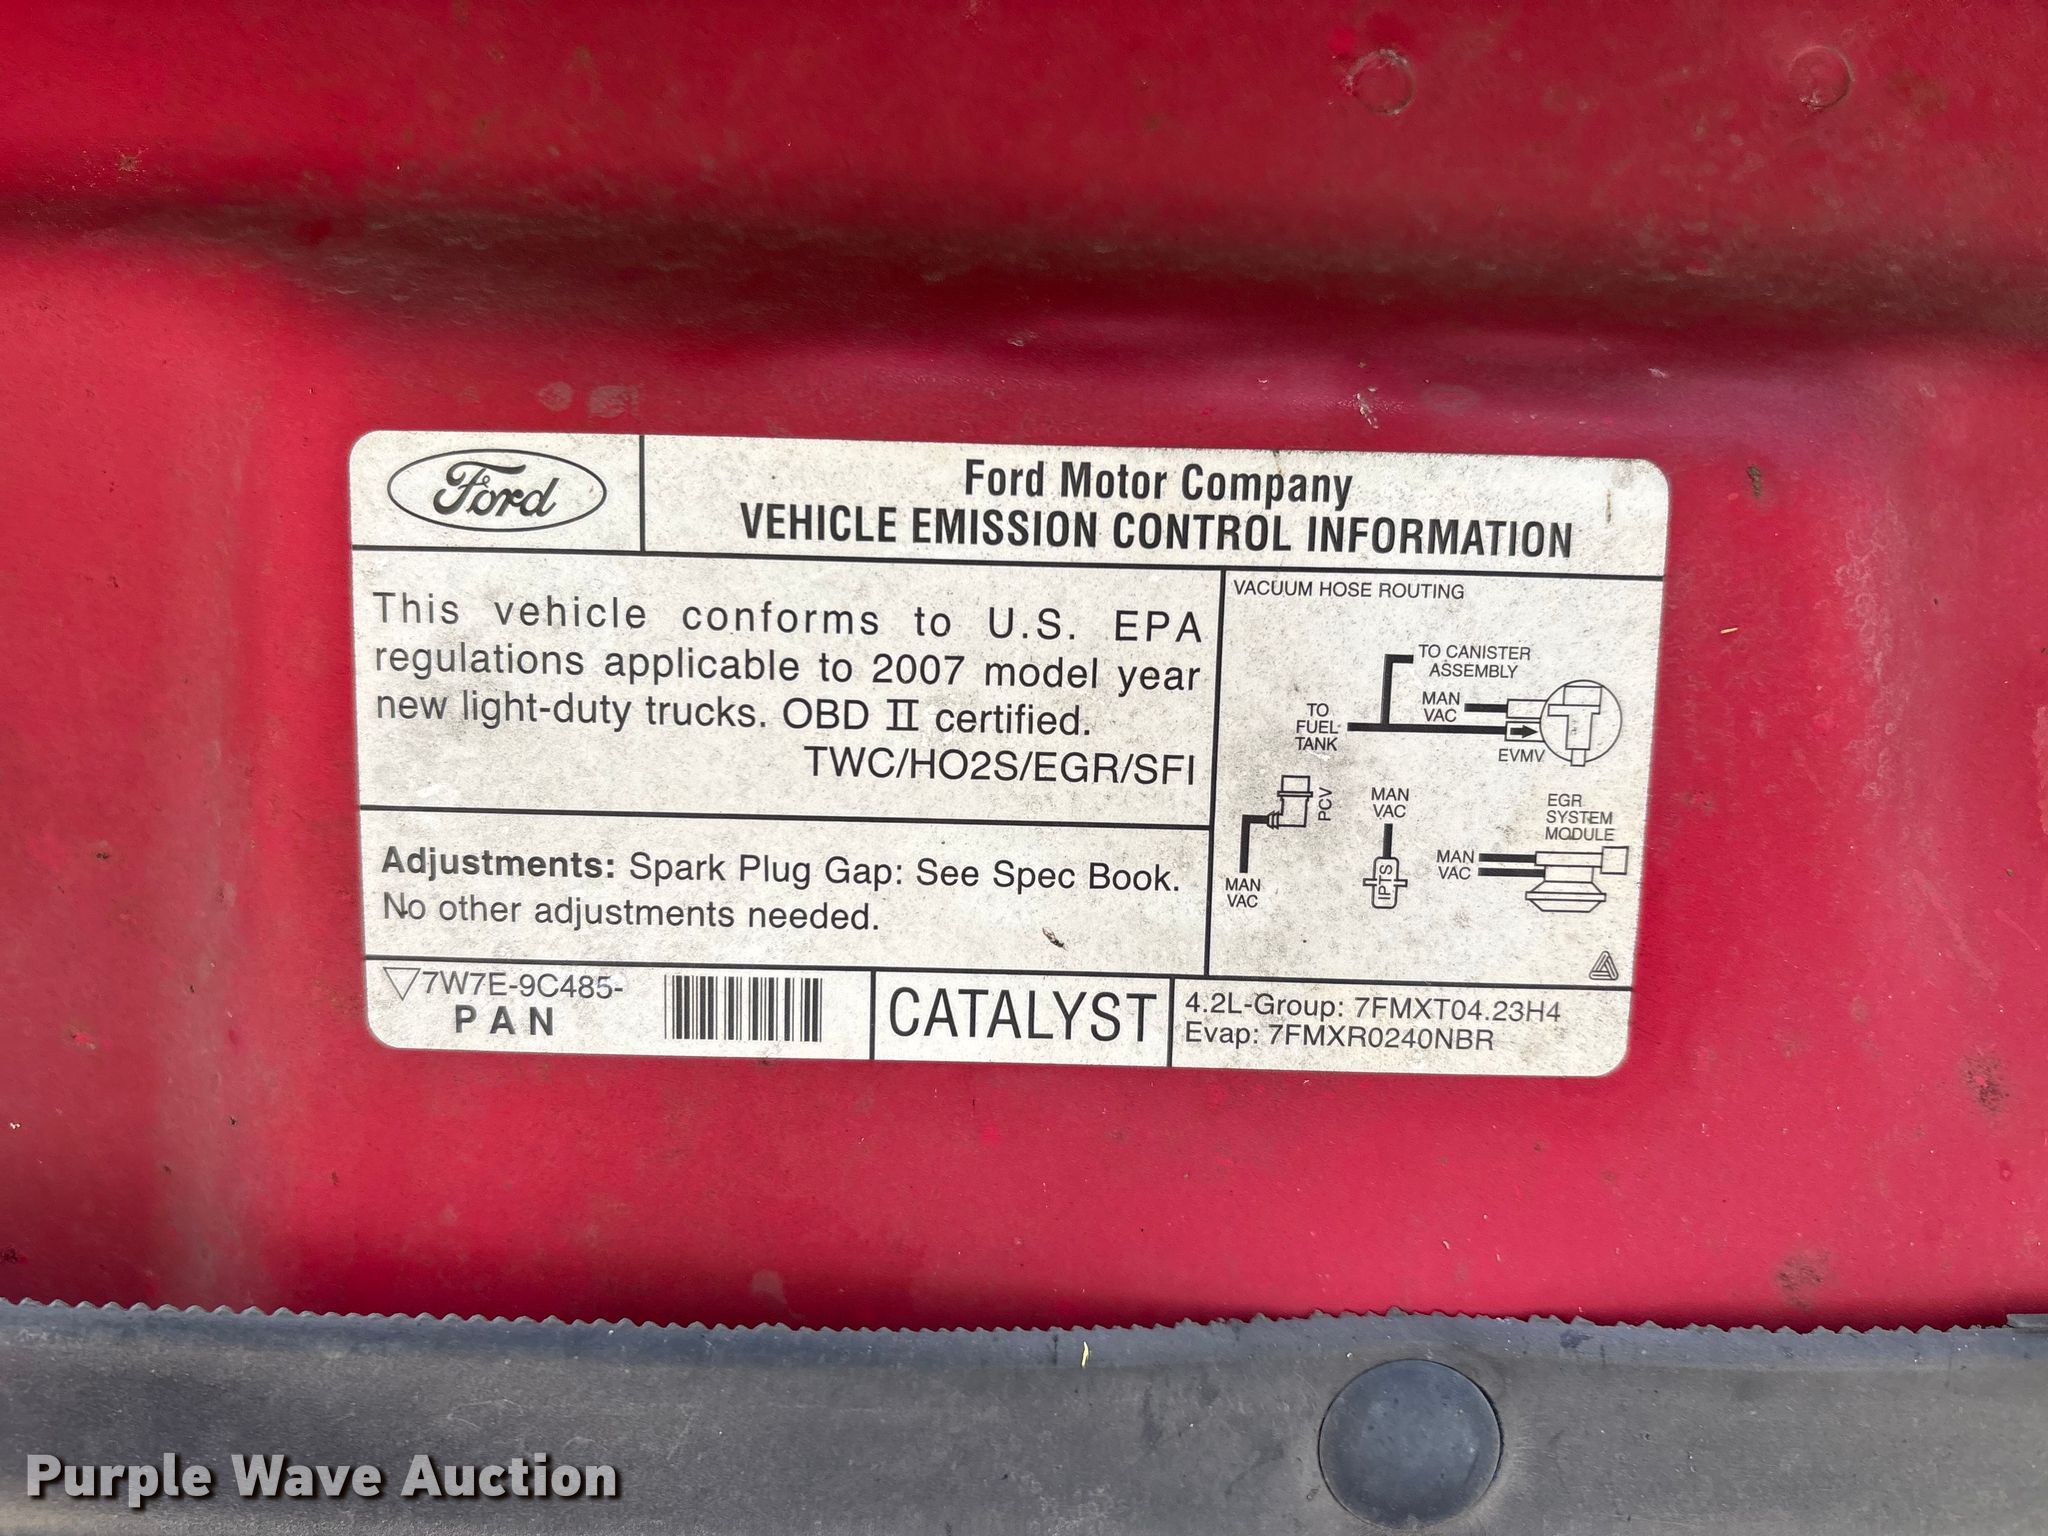 Ford
Ford Motor Company
VEHICLE EMISSION CONTROL INFORMATION
This vehicle conforms to U.S. EPA
regulations applicable to 2007 model year
new light-duty trucks. OBD II certified.
TWC/HO2S/EGR/SFI
Adjustments: Spark Plug Gap: See Spec Book.
No other adjustments needed.
VACUUM HOSE ROUTING
TO CANISTER
ASSEMBLY
MAN
VAC
TO
FUEL
TANK
EVMV
PCV
MAN
VAC
MAN
VAC
IPTS
EGR
SYSTEM
MODULE
MAN
VAC
7W7E-9C485-
PAN
CATALYST
4.2L-Group: 7FMXT04.23H4
Evap: 7FMXR0240NBR
Purple Wave Auction